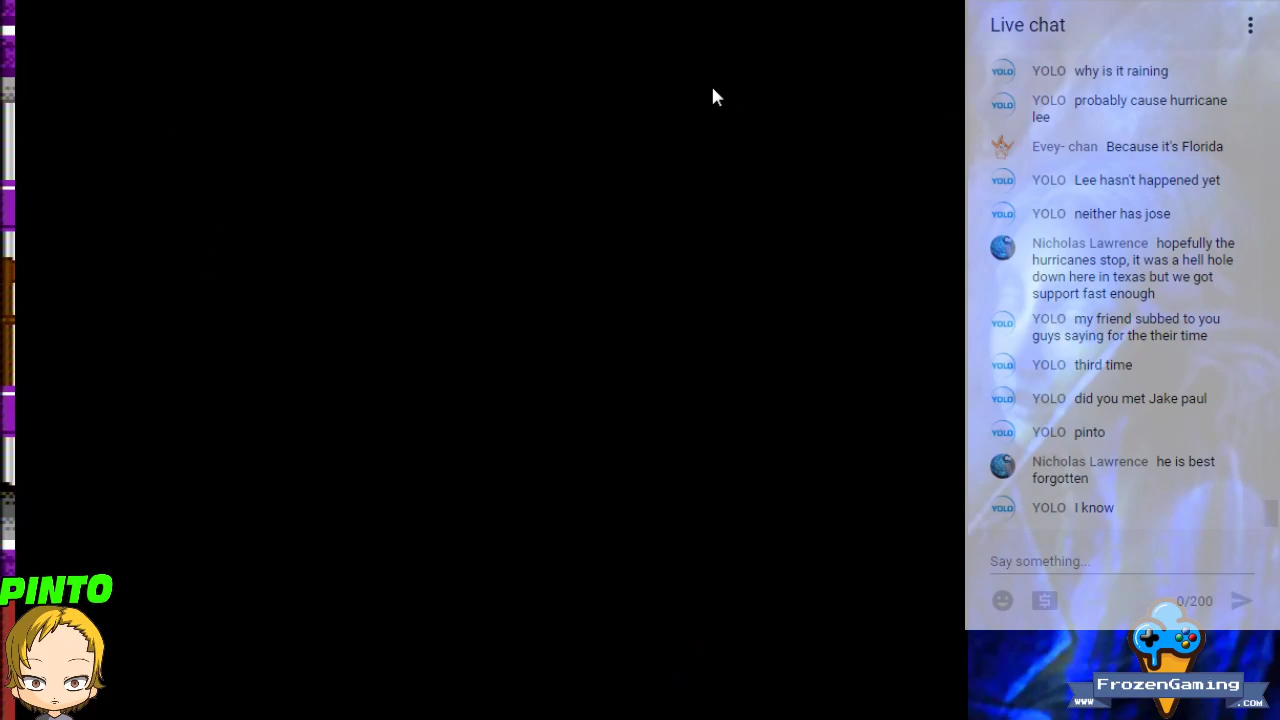 Live chat
YOLO why is it raining
YOLO probably cause hurricane
lee
Evey- chan Because it's Florida
YOLO Lee hasn't happened yet
YOLO neither has jose
Nicholas Lawrence hopefully the
hurricanes stop, it was a hell hole
down here in texas but we got
support fast enough
YOLO my friend subbed to you
guys saying for the their time
YOLO third time
YOLO did you met Jake paul
YOLO pinto
Nicholas Lawrence he is best
forgotten
YOLO I know
Say something...
0/200
PINTO
FrozenGaming
WWW .COM